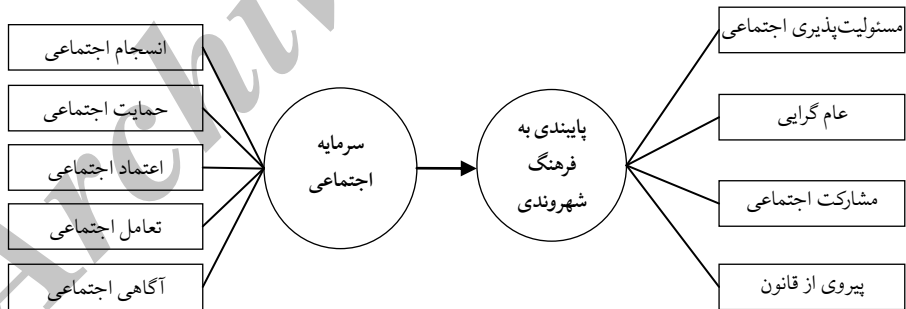 مسئولیت‌پذیری اجتماعی
عام گرایی
مشارکت اجتماعی
پیروی از قانون
پایبندی به
فرهنگ
شهروندی
سرمایه
اجتماعی
انسجام اجتماعی
حمایت اجتماعی
اعتماد اجتماعی
تعامل اجتماعی
آگاهی اجتماعی